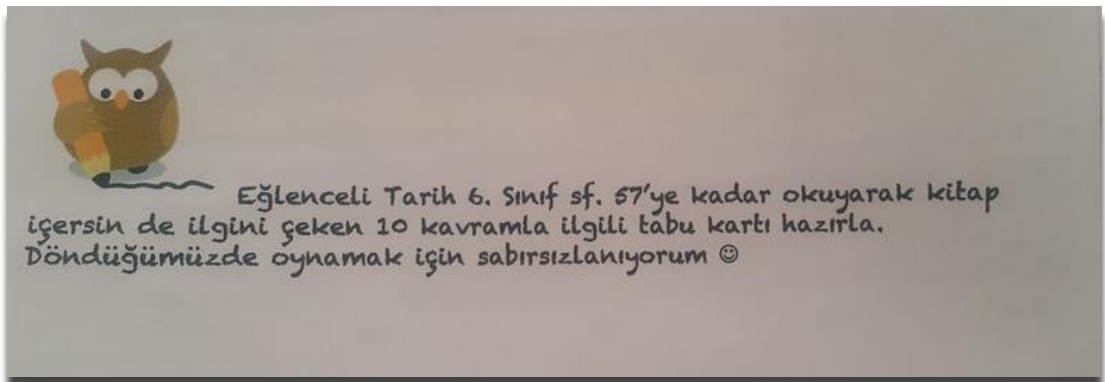 Eğlenceli Tarih 6. Sınıf sf. 57'ye kadar okuyarak kitap
içersin de ilgini çeken 10 kavramla ilgili tabu kartı hazırla.
Döndüğümüzde oynamak için sabırsızlanıyorum ☺